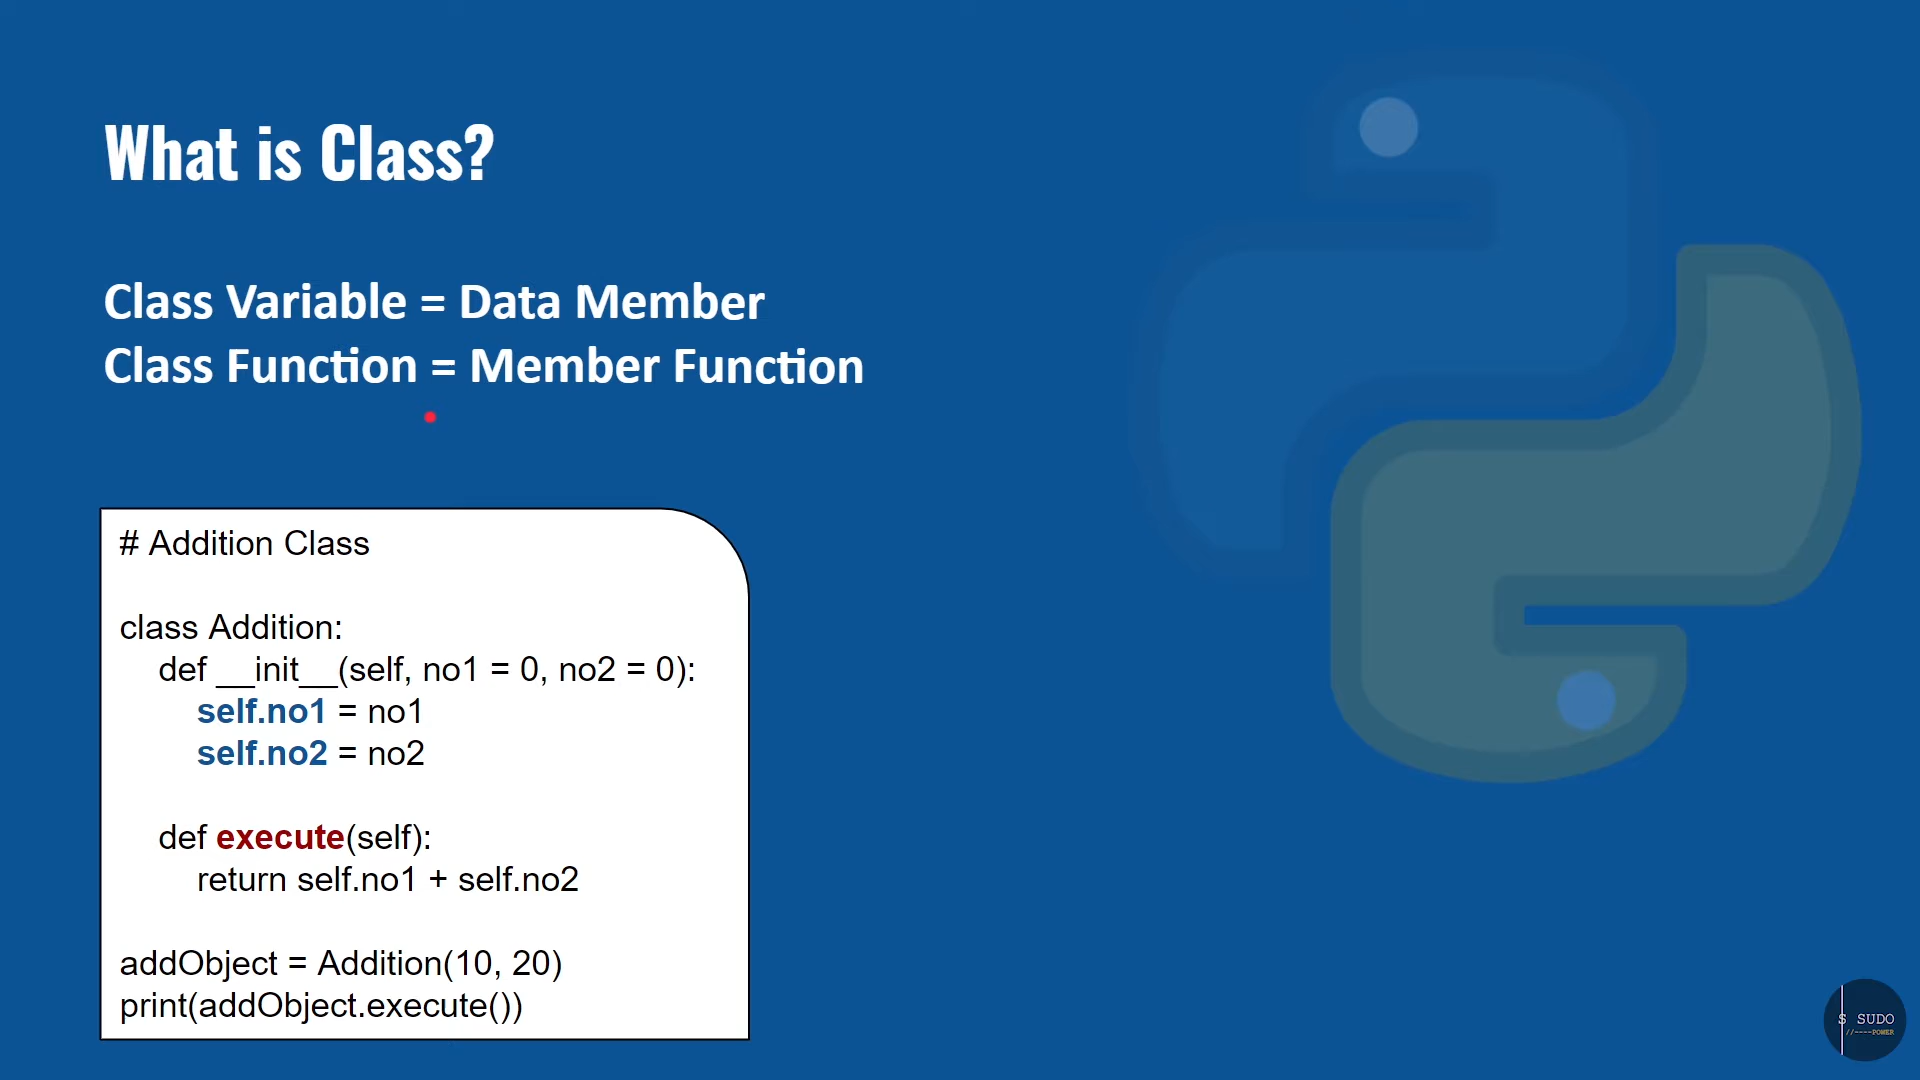 What is Class?
Class Variable = Data Member
Class Function = Member Function
# Addition Class
class Addition:
def __init__(self, no1 = 0, no2 = 0):
self.no1 = no1
self.no2 = no2
def execute(self):
return self.no1 + self.no2
addObject = Addition(10, 20)
print(addObject.execute())
S SUDO
//----POWER